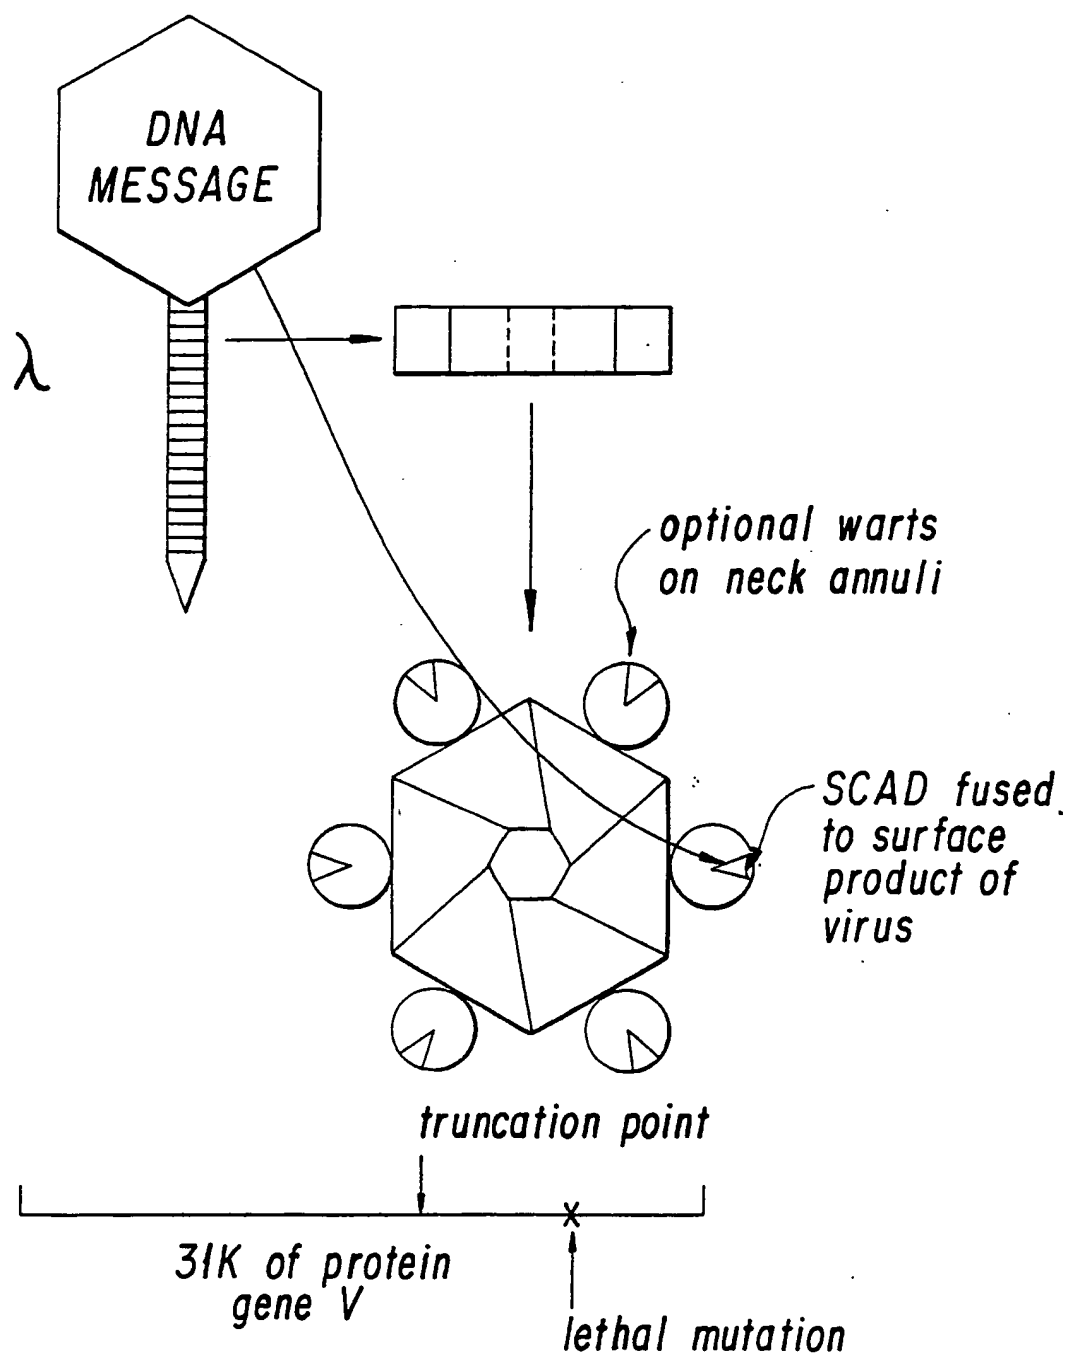 DNA
MESSAGE
λ
optional warts
on neck annuli
SCAD fused
to surface
product of
virus
truncation point
x
31K of protein
gene V
lethal mutation